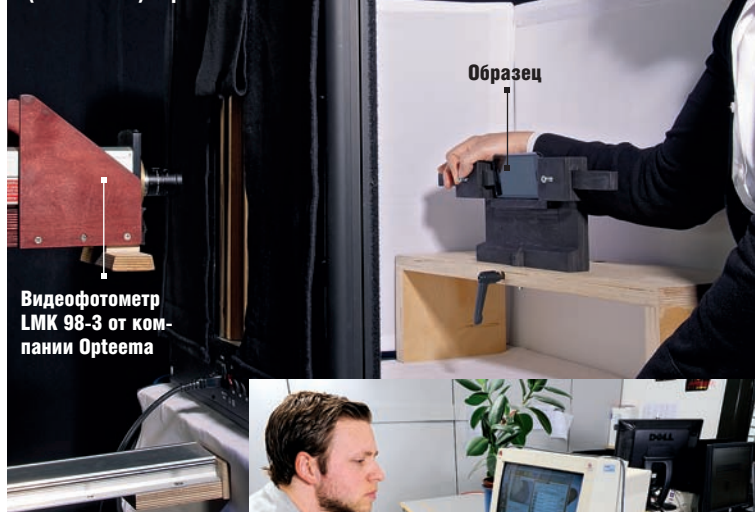 Образец
Видеофотометр
LMK 98-3 от ком-
пании Opteema
DELL